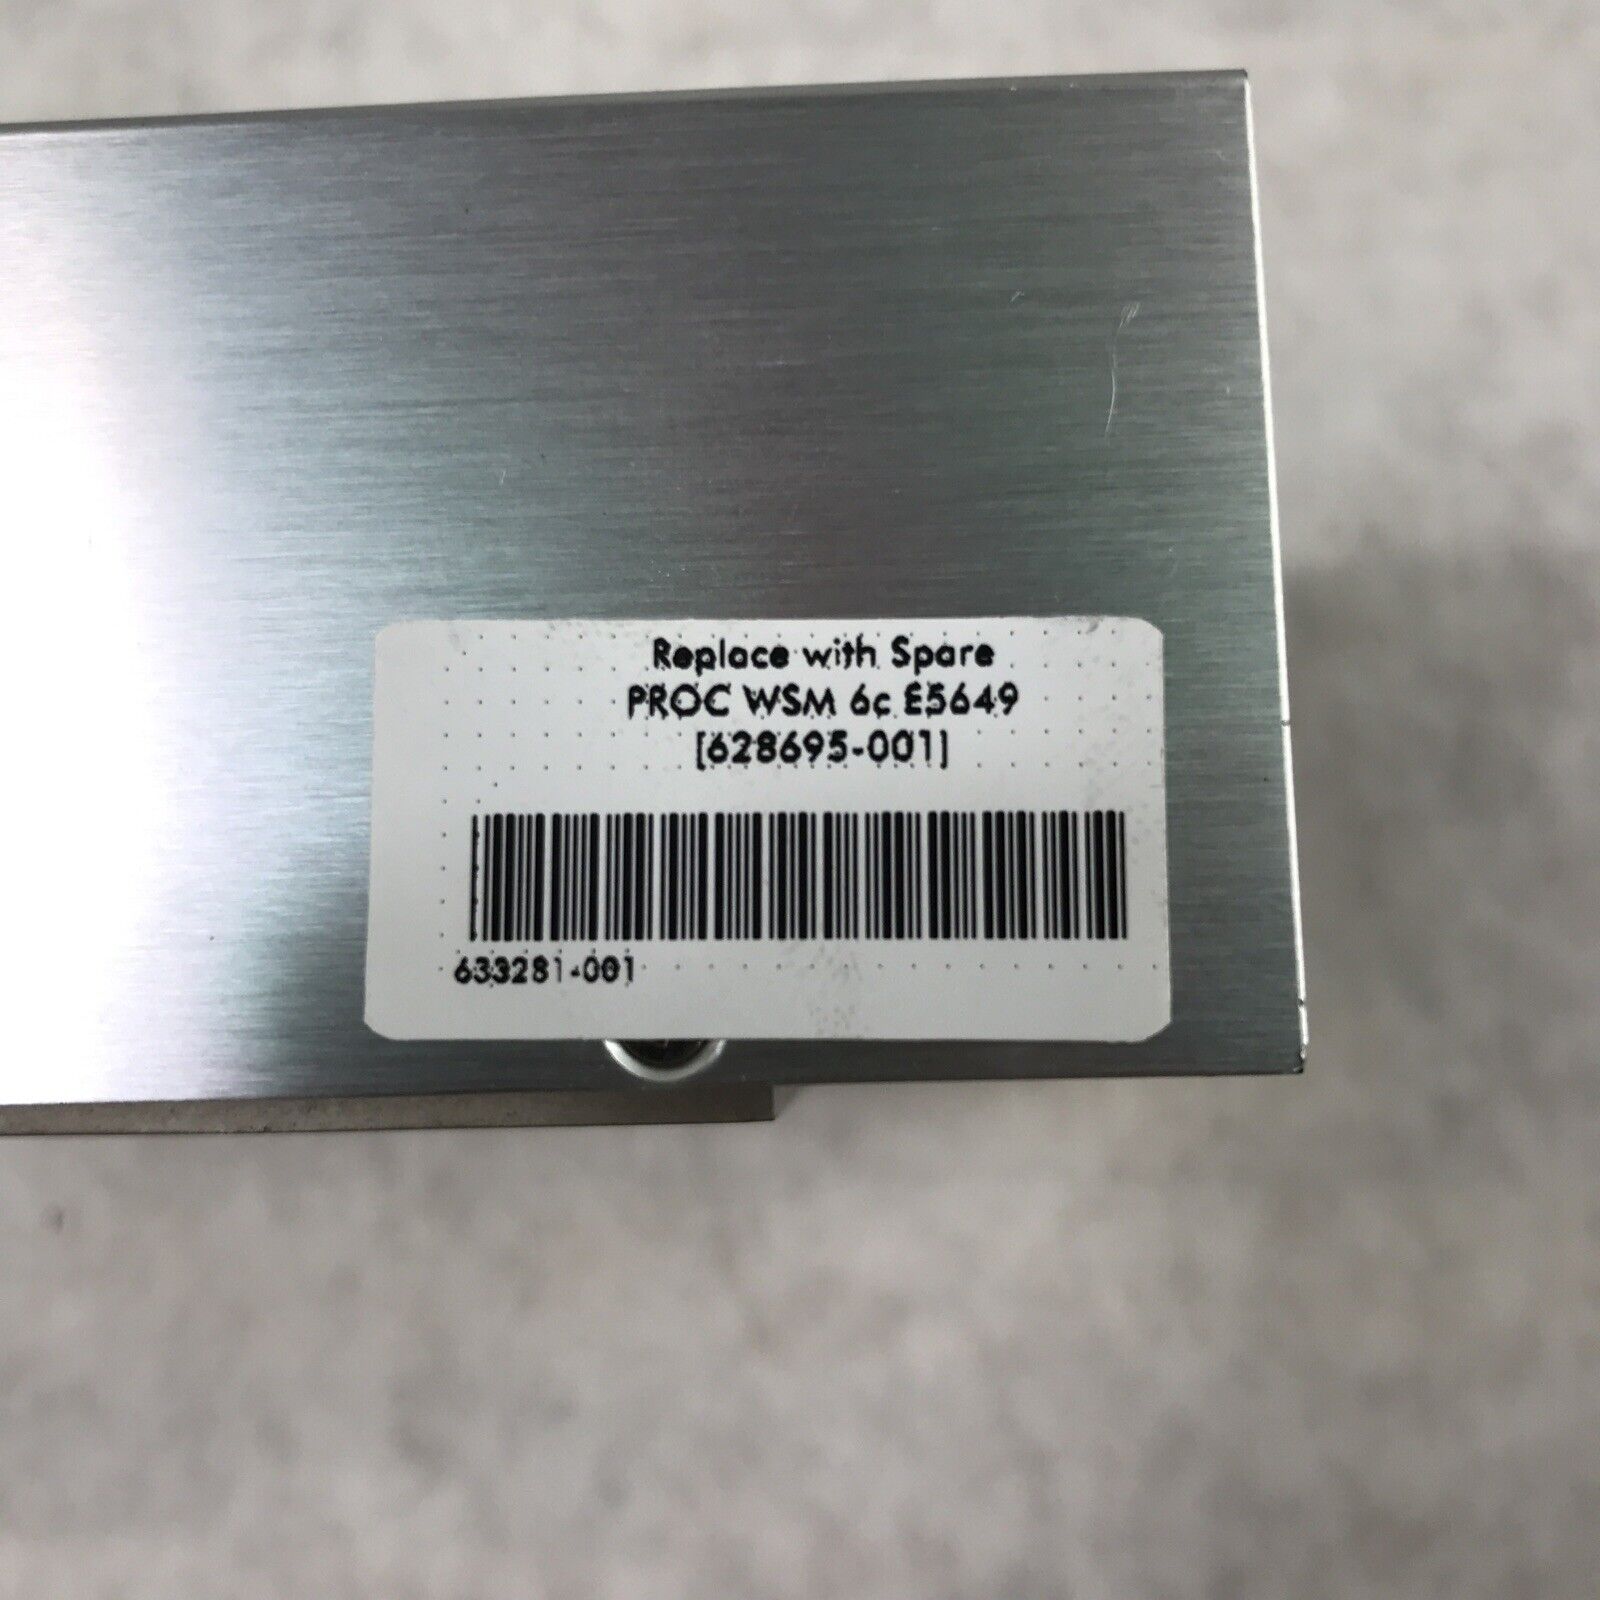 Replace with Spare
PROC WSM 6c E5649
[628695-001]
633281-001